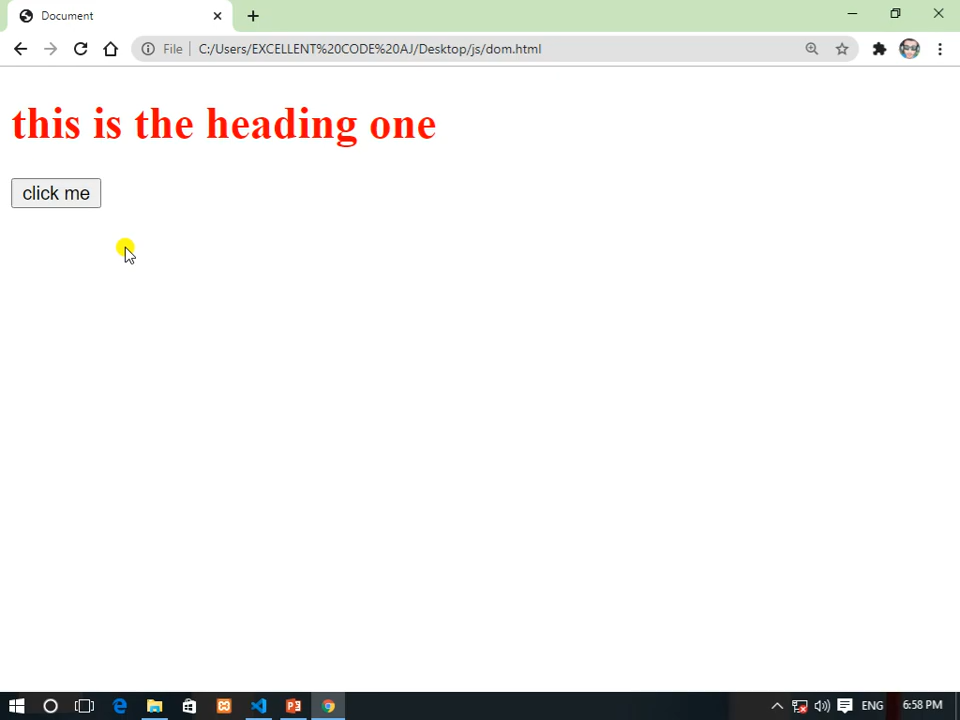 Document
File
C:/Users/EXCELLENT%20CODE%20AJ/Desktop/js/dom.html
this is the heading one
click me
ENG
6:58 PM